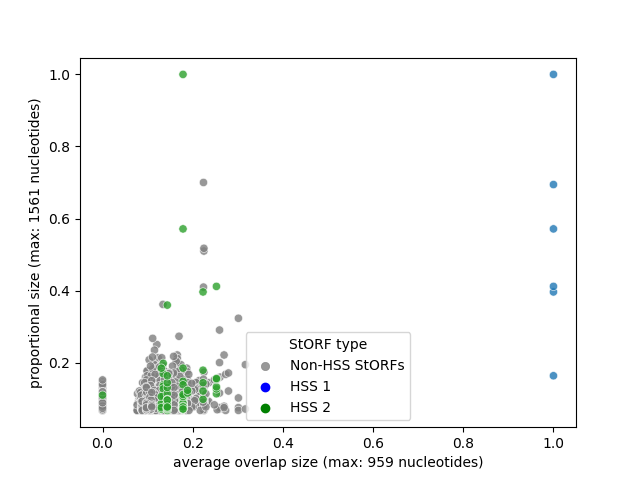 1.0
0.8
0.6
0.4
0.2
proportional size (max: 1561 nucleotides)
StORF type
Non-HSS StORFs
HSS 1
HSS 2
0.0
0.2
0.4
0.6
0.8
1.0
average overlap size (max: 959 nucleotides)